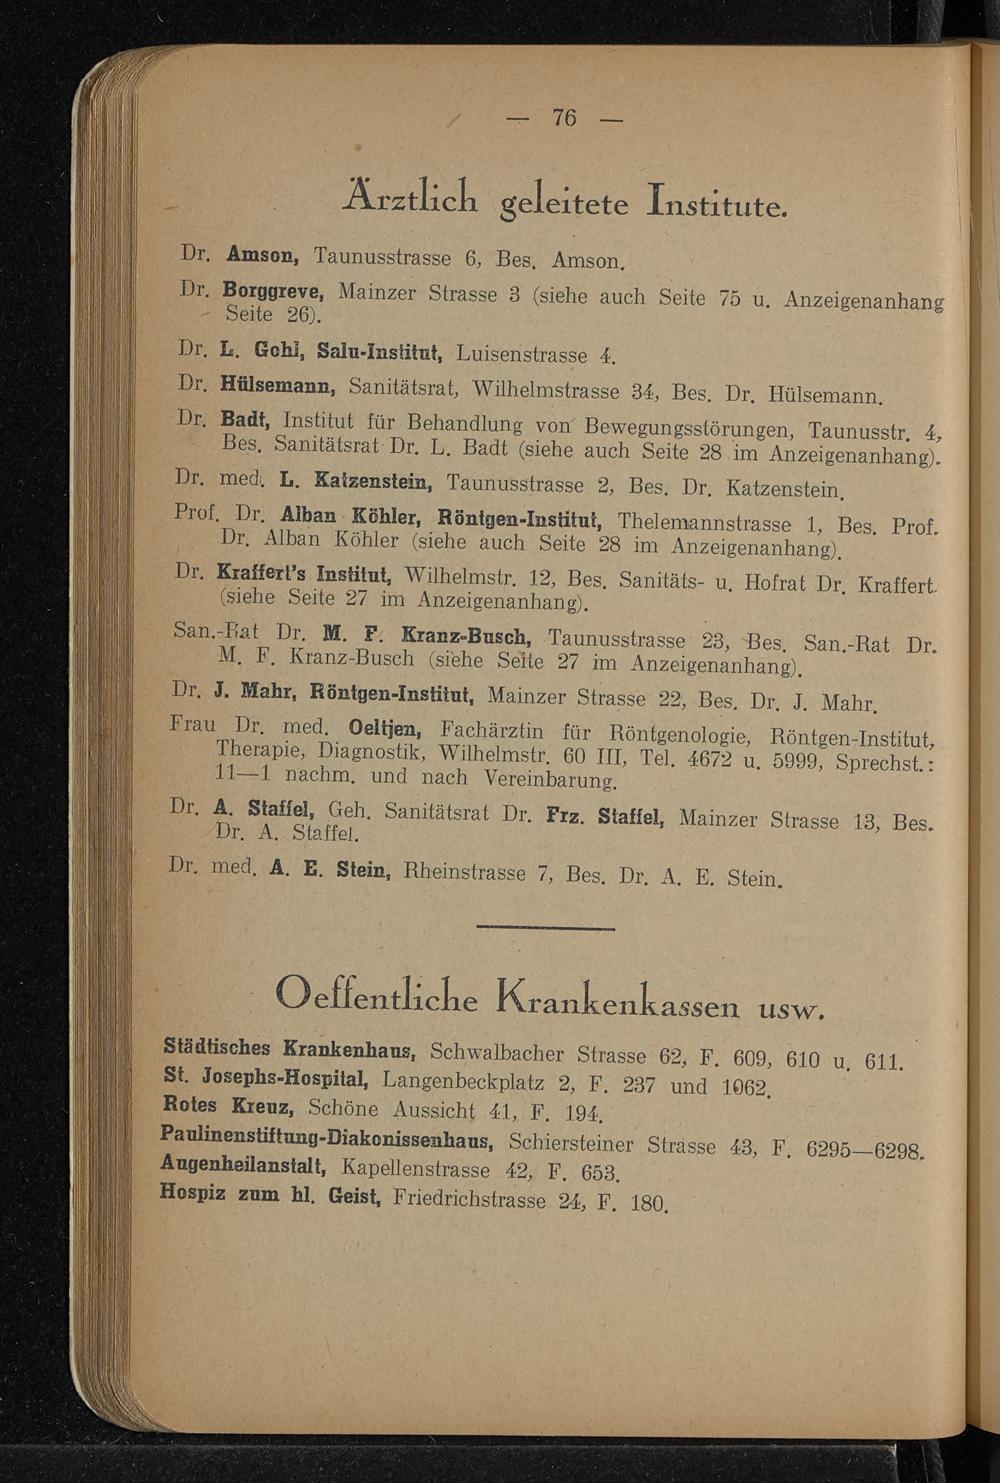 — 76 —
Ärztlich geleitete Institute.
Dr. Amson, Taunusstrasse 6, Bes. Amson.
Dr. Borggreve, Mainzer Strasse 3 (siehe auch Seite 75 u. Anzeigenanhang
Seite 26).
Dr. L. Gohl, Salu-Institut, Luisenstrasse 4.
Dr. Hülsemann, Sanitätsrat, Wilhelmstrasse 34, Bes. Dr. Hülsemann.
Dr. Badt, Institut für Behandlung von Bewegungsstörungen, Taunusstr. 4,
Bes. Sanitätsrat Dr. L. Badt (siehe auch Seite 28 im Anzeigenanhang).
Dr. med. L. Katzenstein, Taunusstrasse 2, Bes. Dr. Katzenstein.
Prof. Dr. Alban Köhler, Röntgen-Institut, Thelemannstrasse 1, Bes. Prof.
Dr. Alban Köhler (siehe auch Seite 28 im Anzeigenanhang).
Dr. Kraffert's Institut, Wilhelmstr. 12, Bes. Sanitäts- u. Hofrat Dr. Kraffert
(siehe Seite 27 im Anzeigenanhang).
San.-Rat Dr. M. F. Kranz-Busch, Taunusstrasse 23, Bes. San.-Rat Dr.
M. F. Kranz-Busch (siehe Seite 27 im Anzeigenanhang).
Dr. J. Mahr, Röntgen-Institut, Mainzer Strasse 22, Bes. Dr. J. Mahr.
Frau Dr. med. Oeltjen, Fachärztin für Röntgenologie, Röntgen-Institut,
Therapie, Diagnostik, Wilhelmstr. 60 III, Tel. 4672 u. 5999, Sprechst.:
11—1 nachm. und nach Vereinbarung.
Dr. A. Staffel, Geh. Sanitätsrat Dr. Frz. Staffel, Mainzer Strasse 13, Bes.
Dr. A. Staffel.
Dr. med. A. E. Stein, Rheinstrasse 7, Bes. Dr. A. E. Stein.
Oeffentliche Krankenkassen usw.
Städtisches Krankenhaus, Schwalbacher Strasse 62, F. 609, 610 u. 611.
St. Josephs-Hospital, Langenbeckplatz 2, F. 237 und 1062.
Rotes Kreuz, Schöne Aussicht 41, F. 194.
Paulinenstiftung-Diakonissenhaus, Schiersteiner Strasse 43, F. 6295—6298.
Augenheilanstalt, Kapellenstrasse 42, F. 653.
Hospiz zum hl. Geist, Friedrichstrasse 24, F. 180.